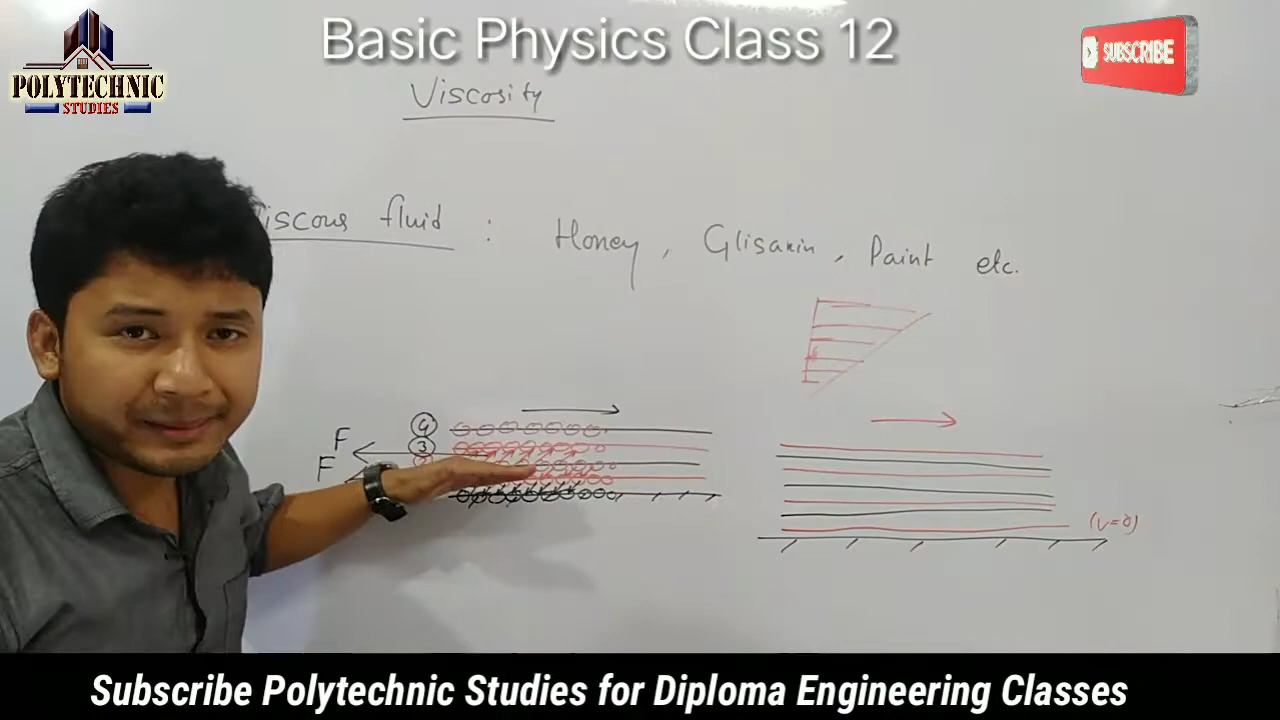 Basic Physics Class 12
SUBSCRIBE
POLYTECHNIC
STUDIES
Viscosity
iscous fluid : Honey, Glisarin, Paint etc.
4
F
3
F
(v=0)
Subscribe Polytechnic Studies for Diploma Engineering Classes